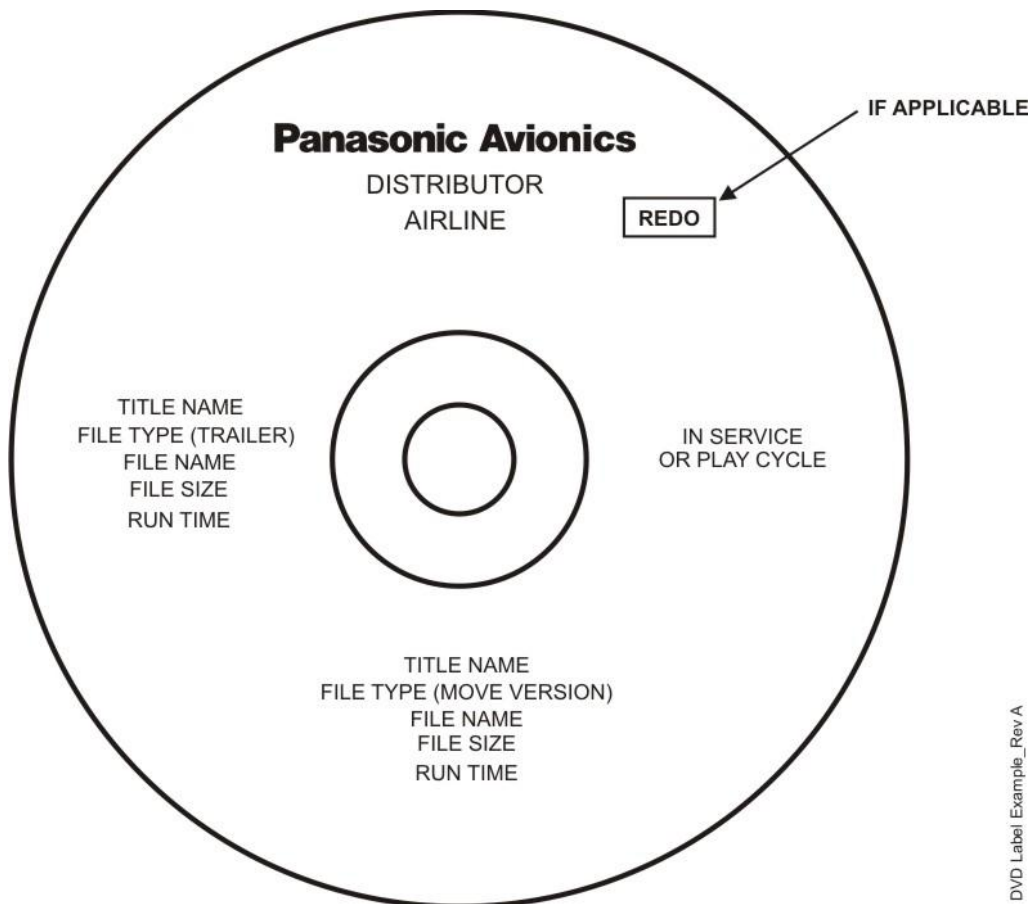 IF APPLICABLE
Panasonic Avionics
DISTRIBUTOR
AIRLINE
REDO
TITLE NAME
FILE TYPE (TRAILER)
FILE NAME
FILE SIZE
RUN TIME
IN SERVICE
OR PLAY CYCLE
TITLE NAME
FILE TYPE (MOVE VERSION)
FILE NAME
FILE SIZE
RUN TIME
DVD Label Example_Rev A